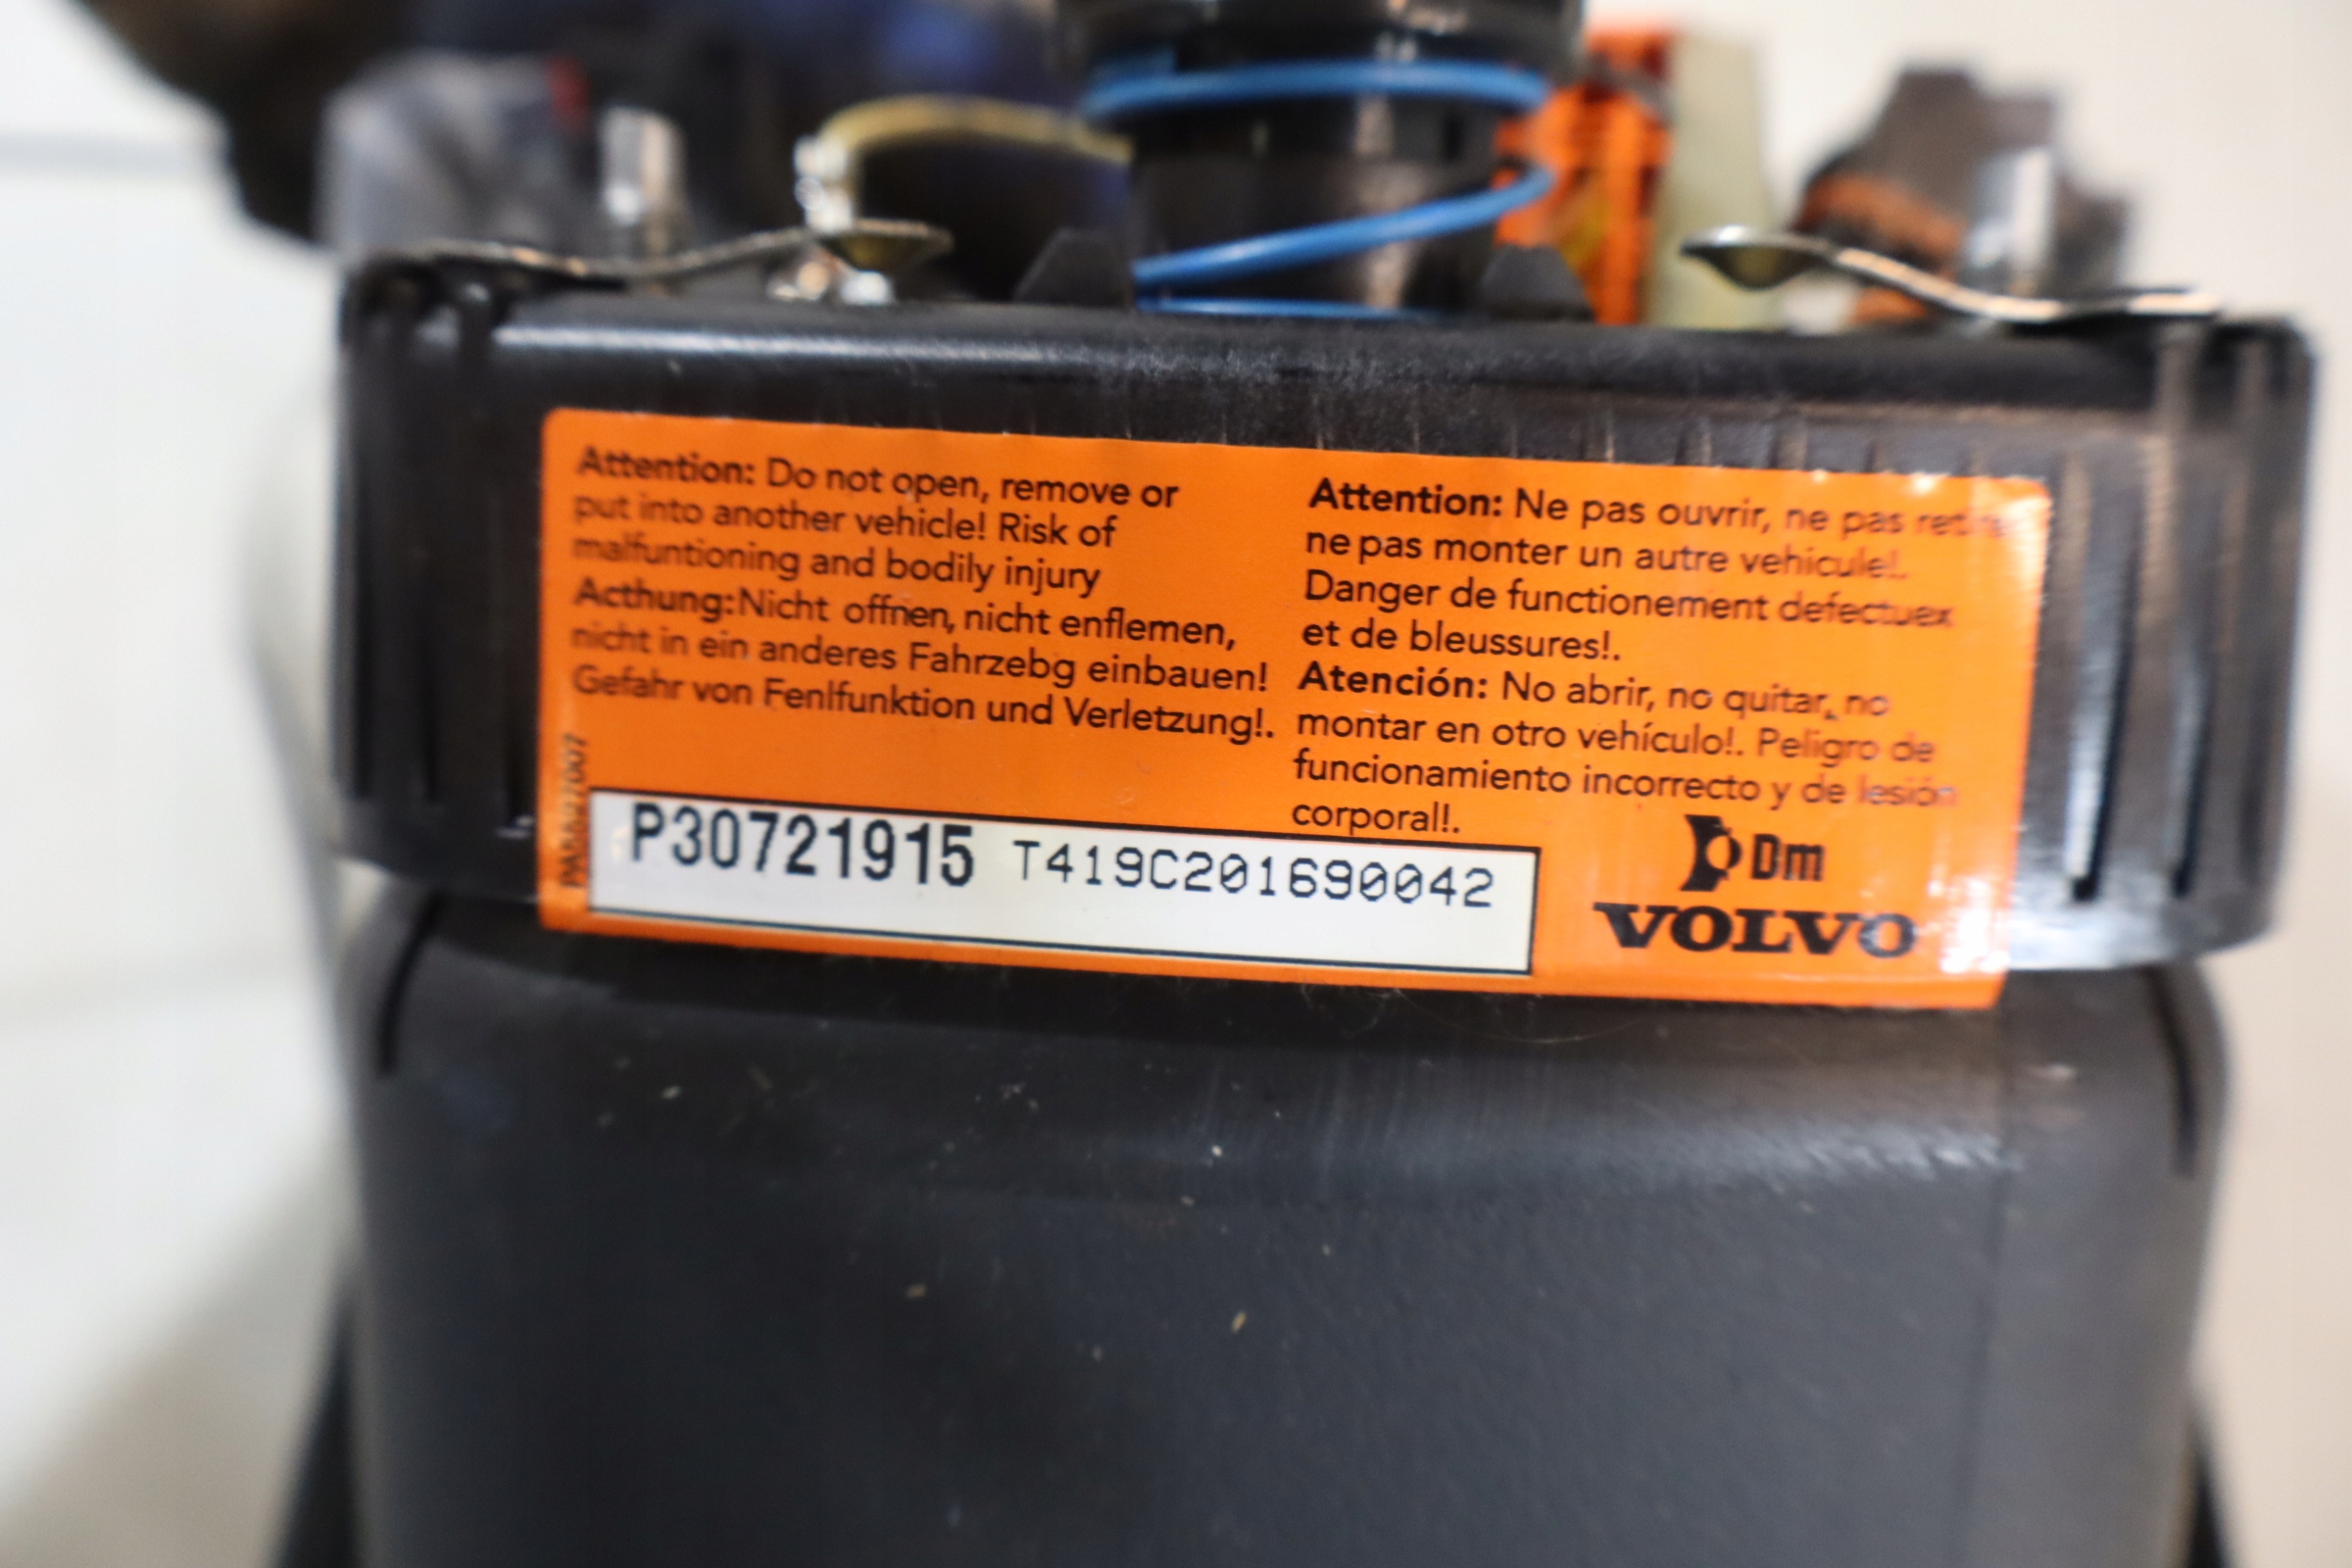 Attention: Do not open, remove or
put into another vehicle! Risk of
malfuntioning and bodily injury
Acthung:Nicht offnen, nicht enflemen,
nicht in ein anderes Fahrzebg einbauen!
Gefahr von Fenlfunktion und Verletzung!.
Attention: Ne pas ouvrir, ne pas
ne pas monter un autre vehicule!.
Danger de functionement defectuex
et de bleussures!.
Atención: No abrir, no quitar, no
montar en otro vehículo!. Peligro de
funcionamiento incorrecto y de lesión
corporal!.
P30721915 T419C201690042
Dm
VOLVO